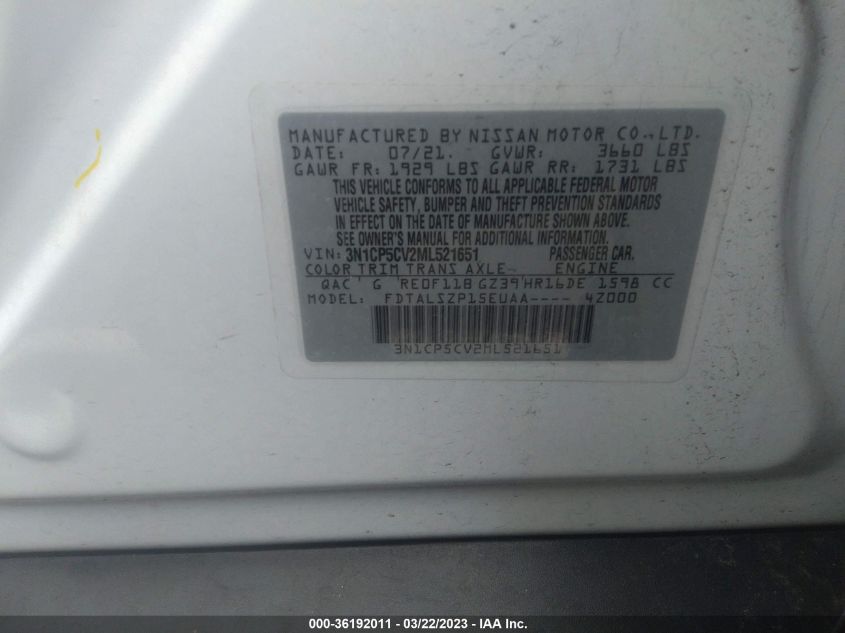 MANUFACTURED BY NISSAN MOTOR CO.,LTD.
DATE: 07/21. GVWR: 3660 LBS
GAWR FR: 1929 LBS GAWR RR: 1731 LBS
THIS VEHICLE CONFORMS TO ALL APPLICABLE FEDERAL MOTOR
VEHICLE SAFETY, BUMPER AND THEFT PREVENTION STANDARDS
IN EFFECT ON THE DATE OF MANUFACTURE SHOWN ABOVE.
SEE OWNER'S MANUAL FOR ADDITIONAL INFORMATION.
VIN: 3N1CP5CV2ML521651 PASSENGER CAR.
COLOR TRIM TRANS AXLE ENGINE
QAC G RE0F11B GZ39 HR16DE 1598 CC
MODEL: FDTALSZP15EUAA---- 4Z000
3N1CP5CV2ML521651
000-36192011 - 03/22/2023 - IAA Inc.